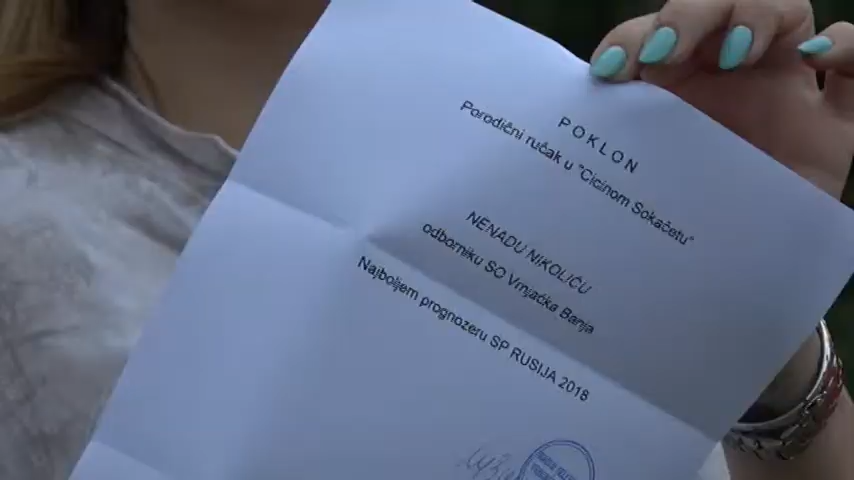 POKLON
Porodični ručak u "Cicinom Sokačetu"
NENADU NIKOLIĆU
odborniku SO Vrnjačka Banja
Najboljem prognozeru SP RUSIJA 2018